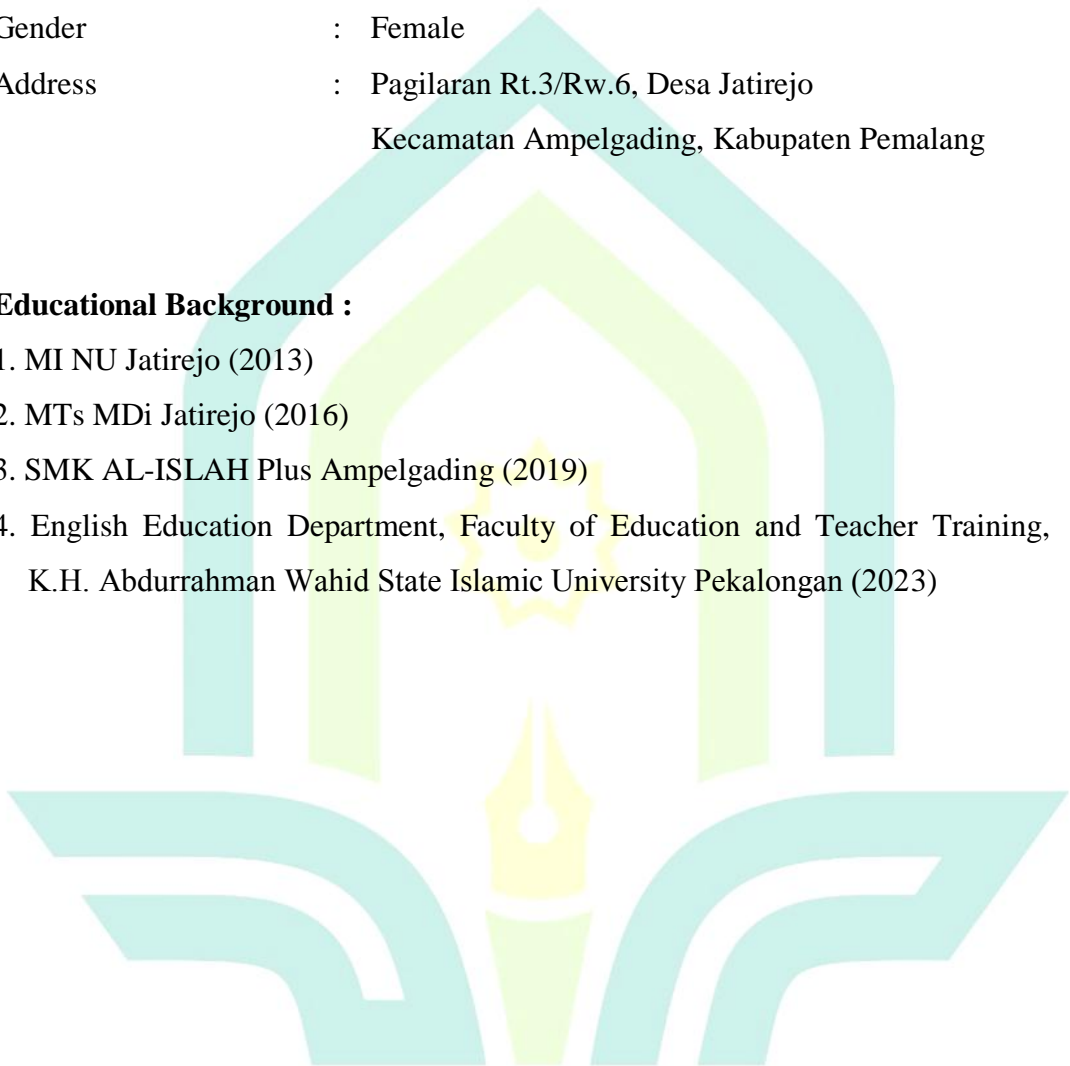 Gender : Female
Address : Pagilaran Rt.3/Rw.6, Desa Jatirejo
Kecamatan Ampelgading, Kabupaten Pemalang
Educational Background :
1. MI NU Jatirejo (2013)
2. MTs MDi Jatirejo (2016)
3. SMK AL-ISLAH Plus Ampelgading (2019)
4. English Education Department, Faculty of Education and Teacher Training,
K.H. Abdurrahman Wahid State Islamic University Pekalongan (2023)